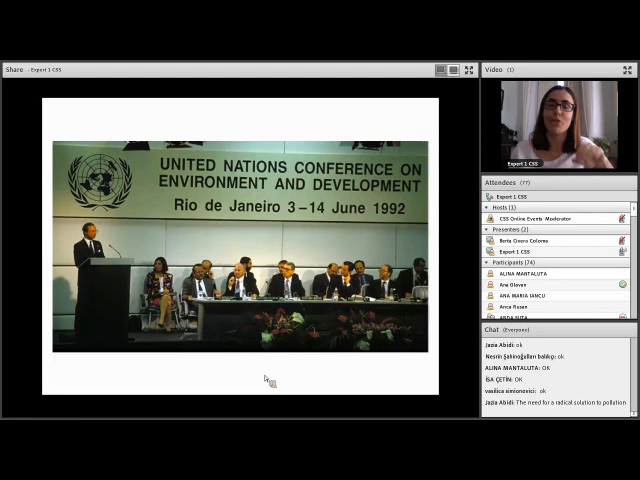 Share - Expert 1 CSS
UNITED NATIONS CONFERENCE ON
ENVIRONMENT AND DEVELOPMENT
Rio de Janeiro 3–14 June 1992
Video (1)
Expert 1 CSS
Attendees (77)
Expert 1 CSS
Hosts (1)
CSS Online Events Moderator
Presenters (2)
Berta Civera Coloma
Expert 1 CSS
Participants (74)
ALINA MANTALUTA
Ana Glavan
ANA MARIA IANCU
Anca Rusan
Chat (Everyone)
Jazia Abidi: ok
Nesrin Şahinoğulları balıkçı: ok
ALINA MANTALUTA: OK
İSA ÇETİN: OK
vasilica simionovici: ok
Jazia Abidi: The need for a radical solution to pollution